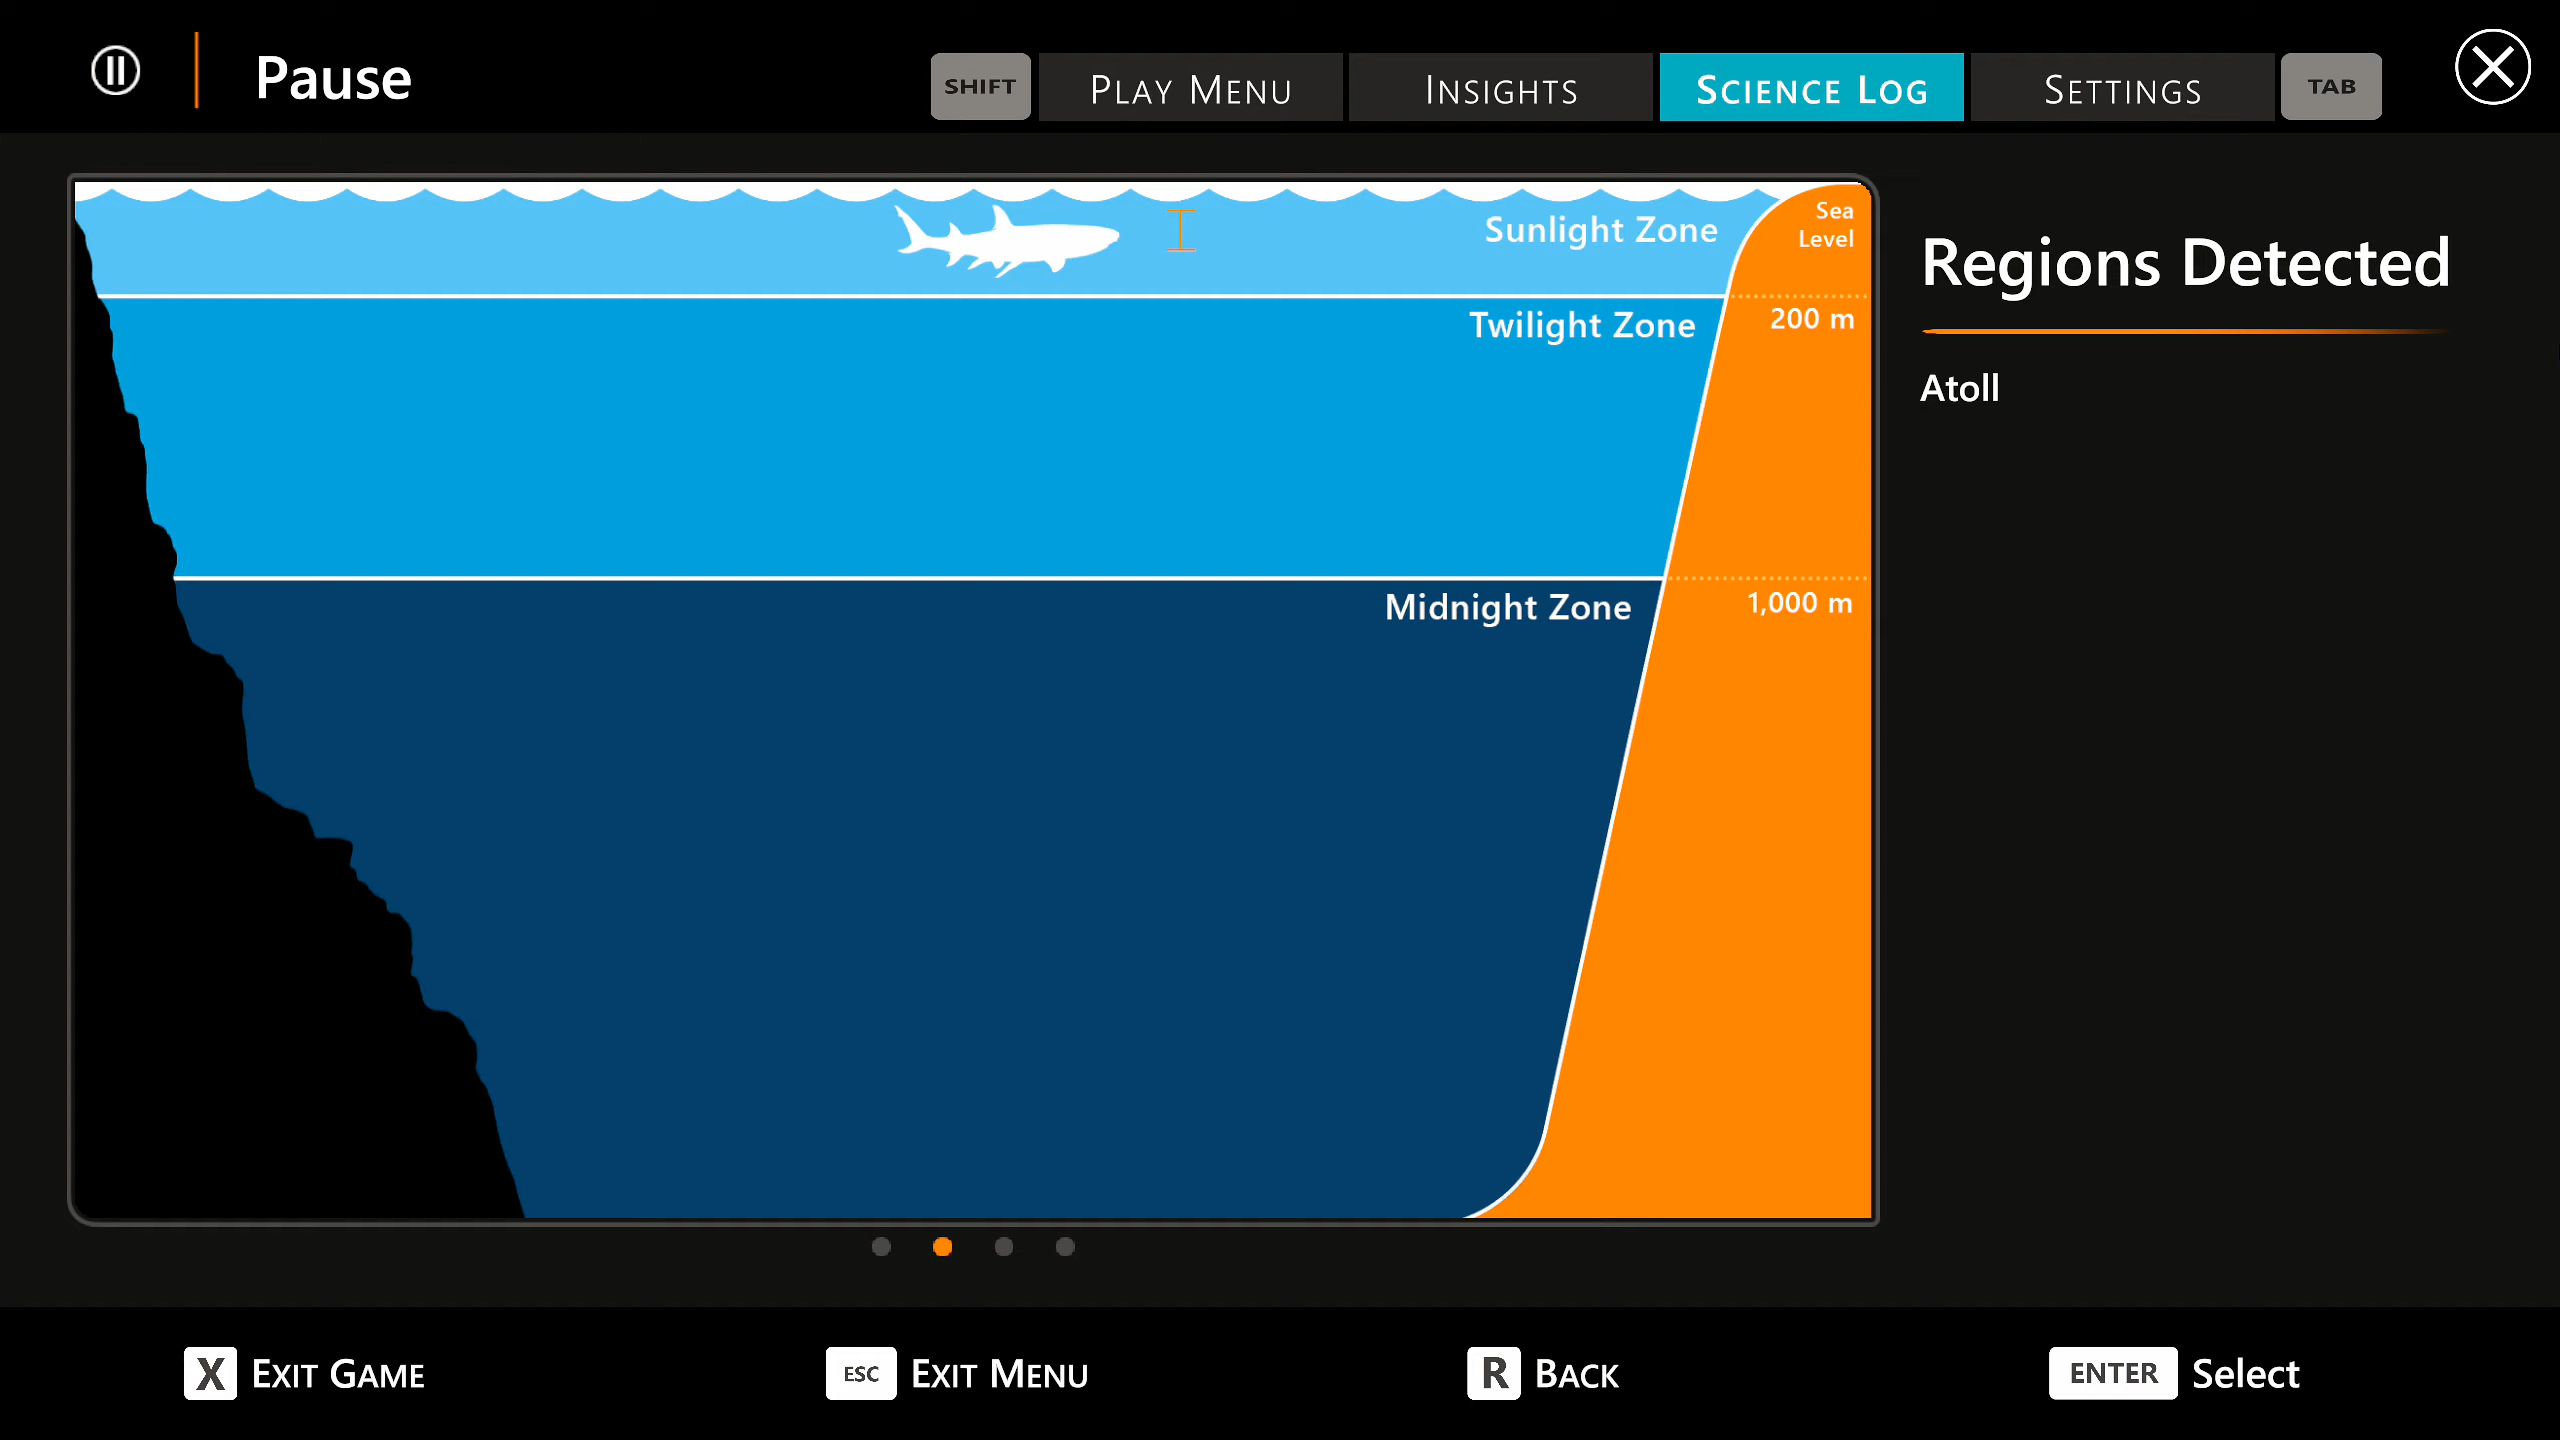 Pause
SHIFT
PLAY MENU
INSIGHTS
SCIENCE LOG
SETTINGS
TAB
Sunlight Zone
Sea
Level
Twilight Zone
200 m
Midnight Zone
1,000 m
Regions Detected
Atoll
X EXIT GAME
ESC EXIT MENU
R BACK
ENTER Select